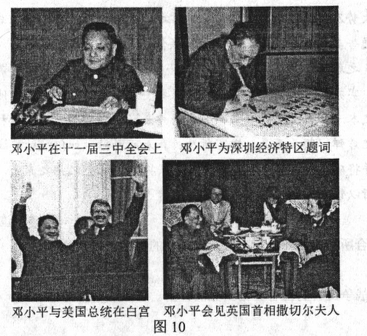 邓小平在十一届三中全会上
邓小平为深圳经济特区题词
邓小平与美国总统在白宫
邓小平会见英国首相撒切尔夫人
图10